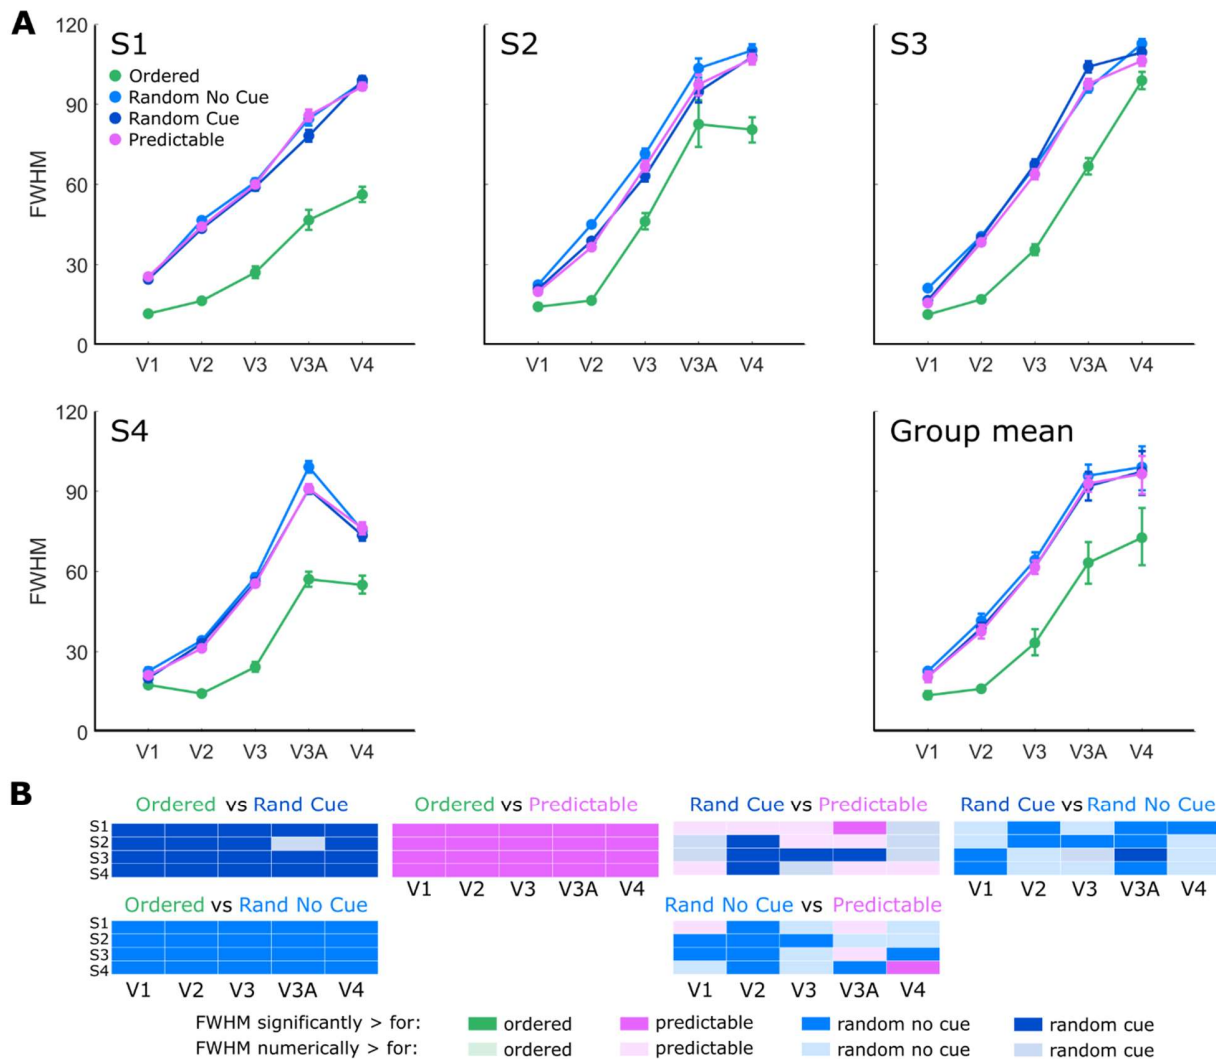 A
S1
Ordered
Random No Cue
Random Cue
Predictable
FWHM
120
90
60
30
0
V1 V2 V3 V3A V4
S2
V1 V2 V3 V3A V4
S3
V1 V2 V3 V3A V4
S4
FWHM
120
90
60
30
0
V1 V2 V3 V3A V4
Group mean
V1 V2 V3 V3A V4
B
Ordered vs Rand Cue
S1
S2
S3
S4
Ordered vs Predictable
V1 V2 V3 V3A V4
Rand Cue vs Predictable
Rand Cue vs Rand No Cue
V1 V2 V3 V3A V4
Ordered vs Rand No Cue
S1
S2
S3
S4
V1 V2 V3 V3A V4
Rand No Cue vs Predictable
V1 V2 V3 V3A V4
FWHM significantly > for: ordered predictable random no cue random cue
FWHM numerically > for: ordered predictable random no cue random cue